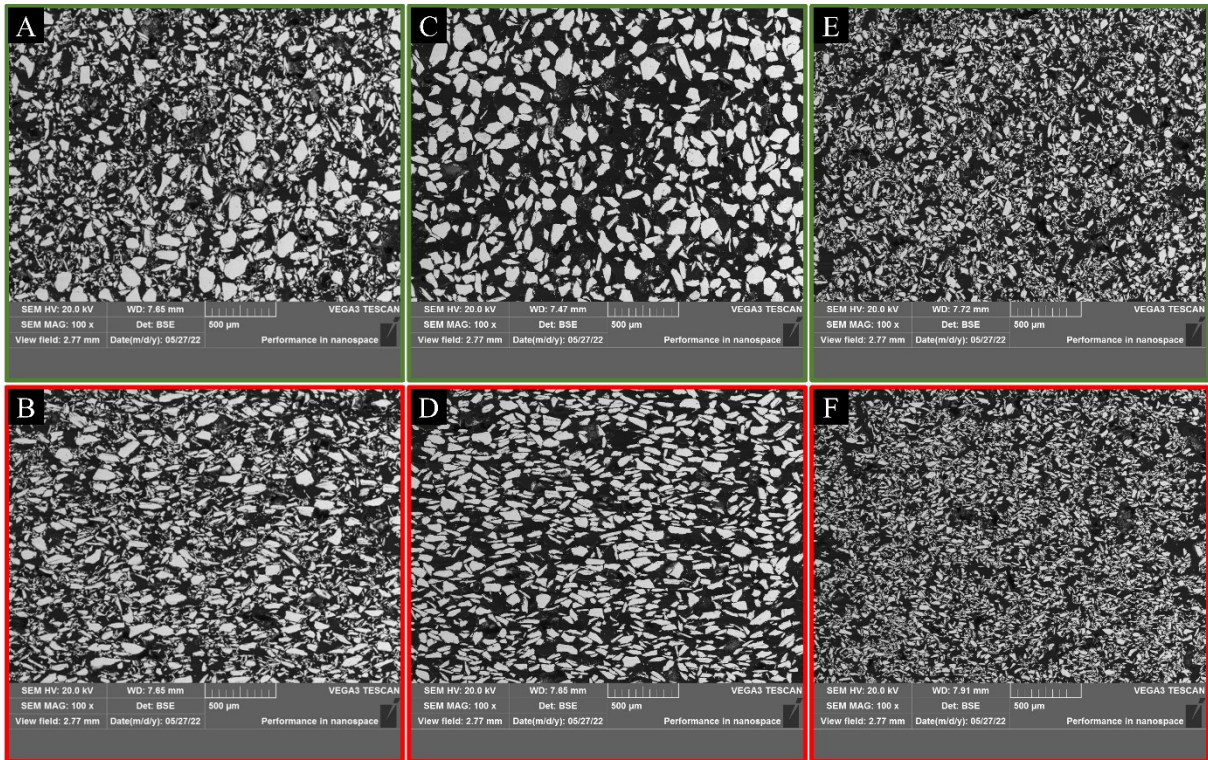 A
SEM HV: 20.0 kV WD: 7.65 mm VEGA3 TESCAN
SEM MAG: 100 x Det: BSE 500 µm
View field: 2.77 mm Date(m/d/y): 05/27/22 Performance in nanospace
C
SEM HV: 20.0 kV WD: 7.47 mm VEGA3 TESCAN
SEM MAG: 100 x Det: BSE 500 µm
View field: 2.77 mm Date(m/d/y): 05/27/22 Performance in nanospace
E
SEM HV: 20.0 kV WD: 7.72 mm VEGA3 TESCAN
SEM MAG: 100 x Det: BSE 500 µm
View field: 2.77 mm Date(m/d/y): 05/27/22 Performance in nanospace
B
SEM HV: 20.0 kV WD: 7.65 mm VEGA3 TESCAN
SEM MAG: 100 x Det: BSE 500 µm
View field: 2.77 mm Date(m/d/y): 05/27/22 Performance in nanospace
D
SEM HV: 20.0 kV WD: 7.65 mm VEGA3 TESCAN
SEM MAG: 100 x Det: BSE 500 µm
View field: 2.77 mm Date(m/d/y): 05/27/22 Performance in nanospace
F
SEM HV: 20.0 kV WD: 7.91 mm VEGA3 TESCAN
SEM MAG: 100 x Det: BSE 500 µm
View field: 2.77 mm Date(m/d/y): 05/27/22 Performance in nanospace